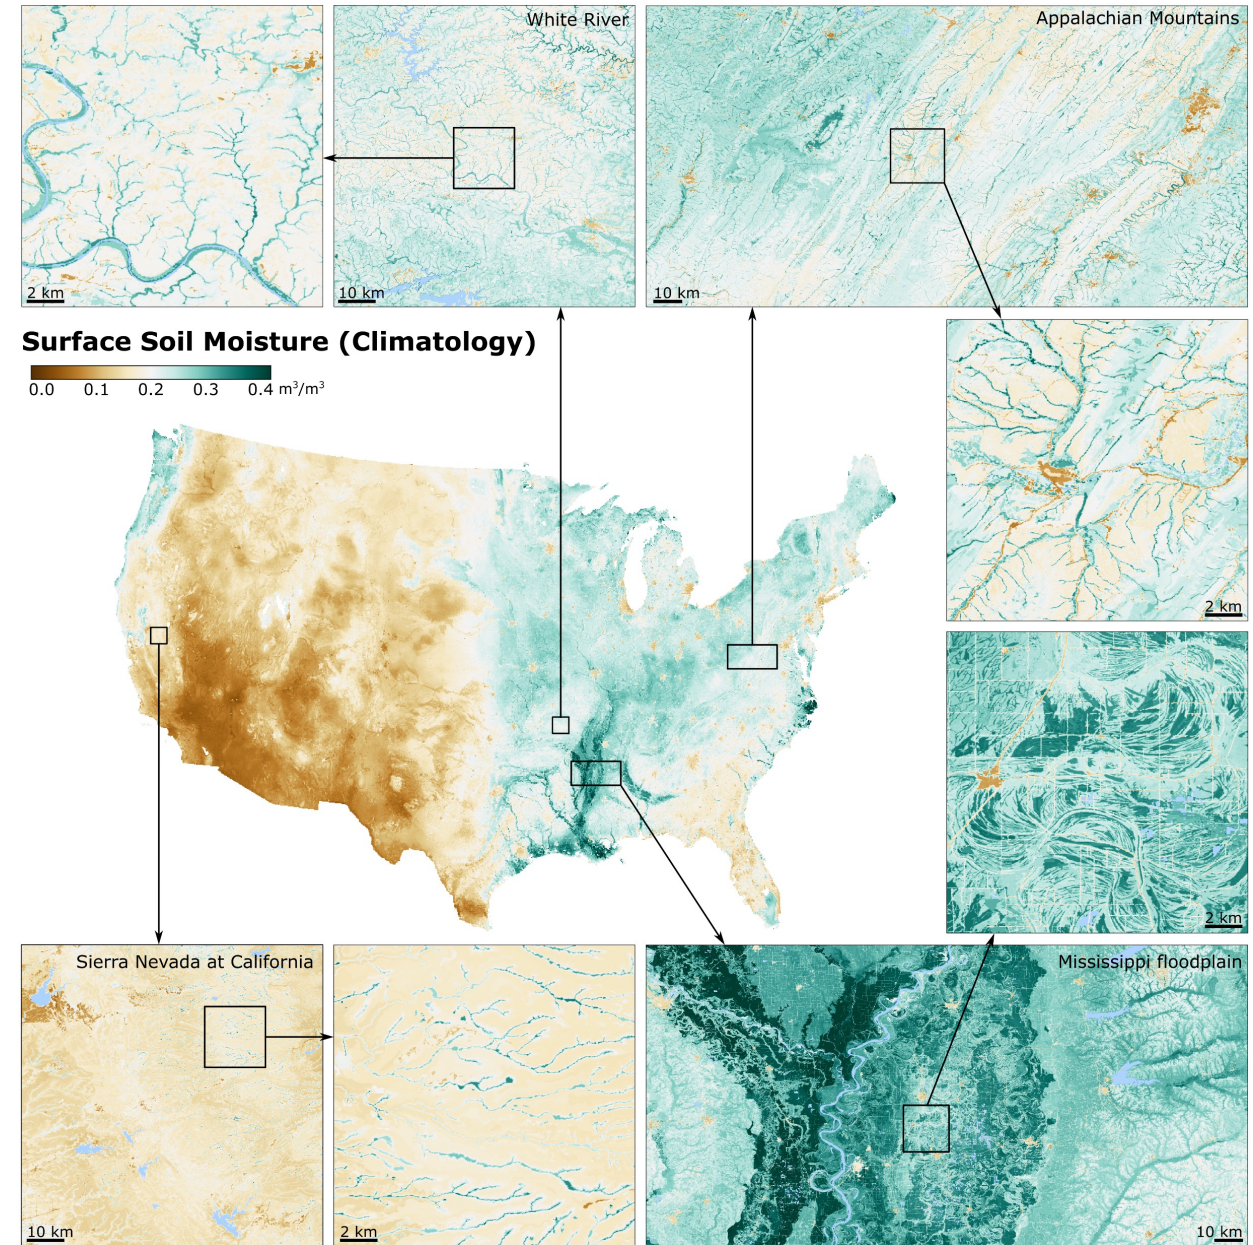 White River
Appalachian Mountains
2 km
10 km
10 km
Surface Soil Moisture (Climatology)
0.0 0.1 0.2 0.3 0.4 m³/m³
2 km
2 km
Sierra Nevada at California
Mississippi floodplain
10 km
2 km
10 km